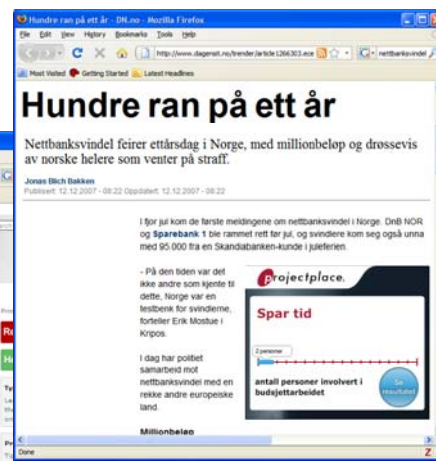 Hundre ran på ett år - DN.no - Mozilla Firefox
File Edit View History Bookmarks Tools Help
http://www.dagensit.no/trender/article1266303.ece
nettbanksvindel
Most Visited Getting Started Latest Headlines
Hundre ran på ett år
Nettbanksvindel feirer ettårsdag i Norge, med millionbeløp og drøssevis
av norske helere som venter på straff.
Jonas Blich Bakken
Publisert: 12.12.2007 - 08:22 Oppdatert: 12.12.2007 - 08:22
I fjor jul kom de første meldingene om nettbanksvindel i Norge. DnB NOR
og Sparebank 1 ble rammet rett før jul, og svindlere kom seg også unna
med 95.000 fra en Skandiabanken-kunde i juleferien.
- På den tiden var det
ikke andre som kjente til
dette, Norge var en
testbenk for svindlerne,
forteller Erik Mostue i
Kripos.
I dag har politiet
samarbeid mot
nettbanksvindel med en
rekke andre europeiske
land.
Millionbeløp
projectplace.
Spar tid
2 personer
antall personer involvert i
budsjettarbeidet
Se
resultatet
Done